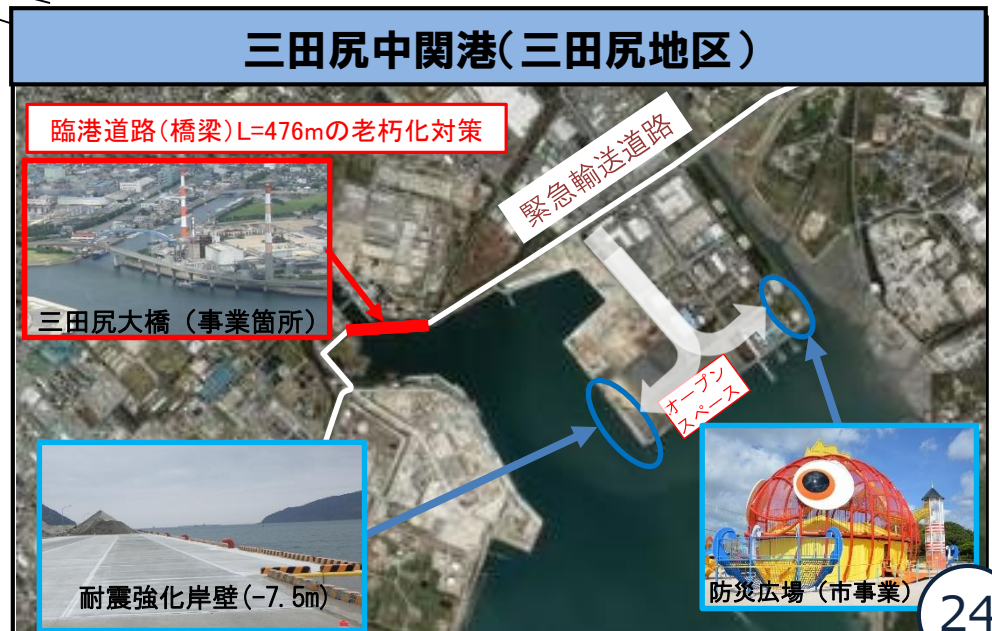 三田尻中関港(三田尻地区)
臨港道路(橋梁)L=476mの老朽化対策
緊急輸送道路
三田尻大橋（事業箇所）
オープン
スペース
耐震強化岸壁(-7.5m)
防災広場（市事業）
24